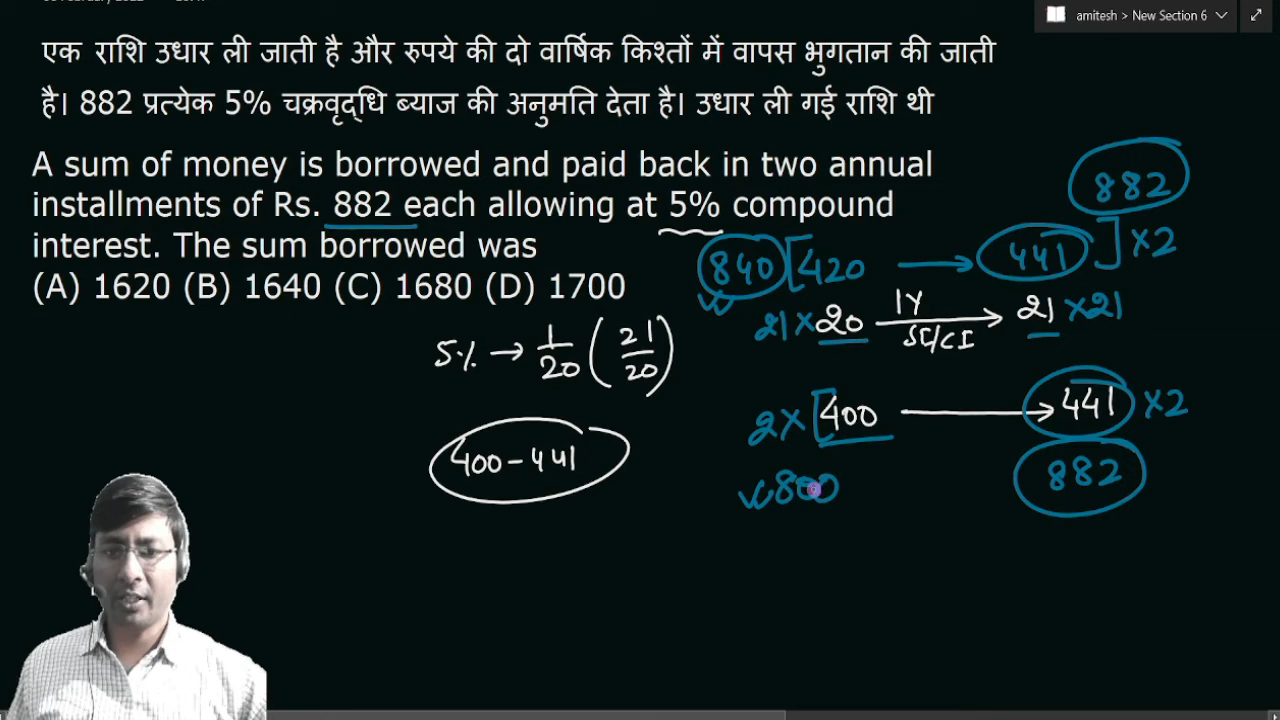 amitesh > New Section 6
एक राशि उधार ली जाती है और रुपये की दो वार्षिक किश्तों में वापस भुगतान की जाती
है। 882 प्रत्येक 5% चक्रवृद्धि ब्याज की अनुमति देता है। उधार ली गई राशि थी
A sum of money is borrowed and paid back in two annual
installments of Rs. 882 each allowing at 5% compound
interest. The sum borrowed was
(A) 1620 (B) 1640 (C) 1680 (D) 1700
882
840 [420 → 441 ] ×2
21×20 1Y SI/CI → 21 ×21
5% → 1/20 (21/20)
2×[400 → 441 ×2
400-441
800 882